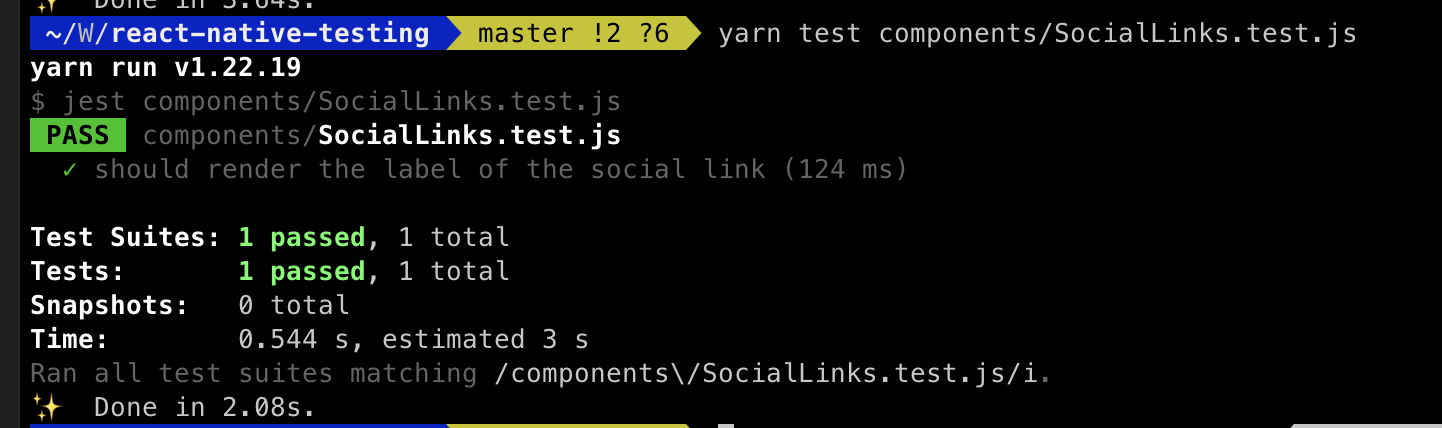 ✨  Done in 3.64s.
~/W/react-native-testing master !2 ?6 yarn test components/SocialLinks.test.js
yarn run v1.22.19
$ jest components/SocialLinks.test.js
PASS components/SocialLinks.test.js
✓ should render the label of the social link (124 ms)
Test Suites: 1 passed, 1 total
Tests:       1 passed, 1 total
Snapshots:   0 total
Time:        0.544 s, estimated 3 s
Ran all test suites matching /components\/SocialLinks.test.js/i.
✨  Done in 2.08s.